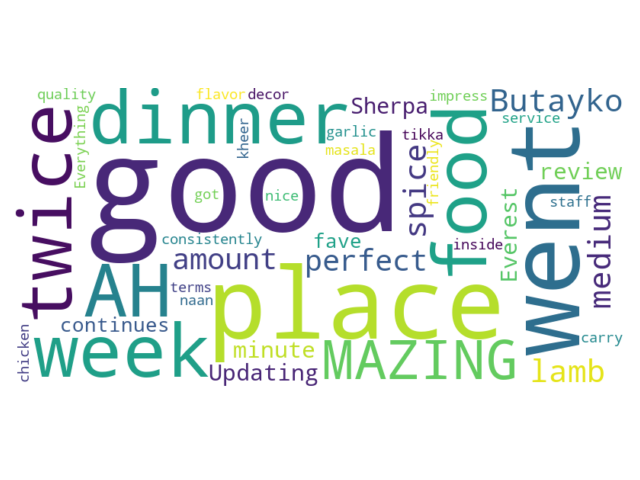 quality
flavor
decor
impress
dinner
Sherpa
Butayko
twice
Everything
kheer
garlic
tikka
service
good
masala
friendly
food
went
spice
review
got
nice
Everest
staff
medium
consistently
fave
inside
AH
amount
perfect
place
terms
naan
continues
carry
chicken
week
minute
MAZING
Updating
lamb